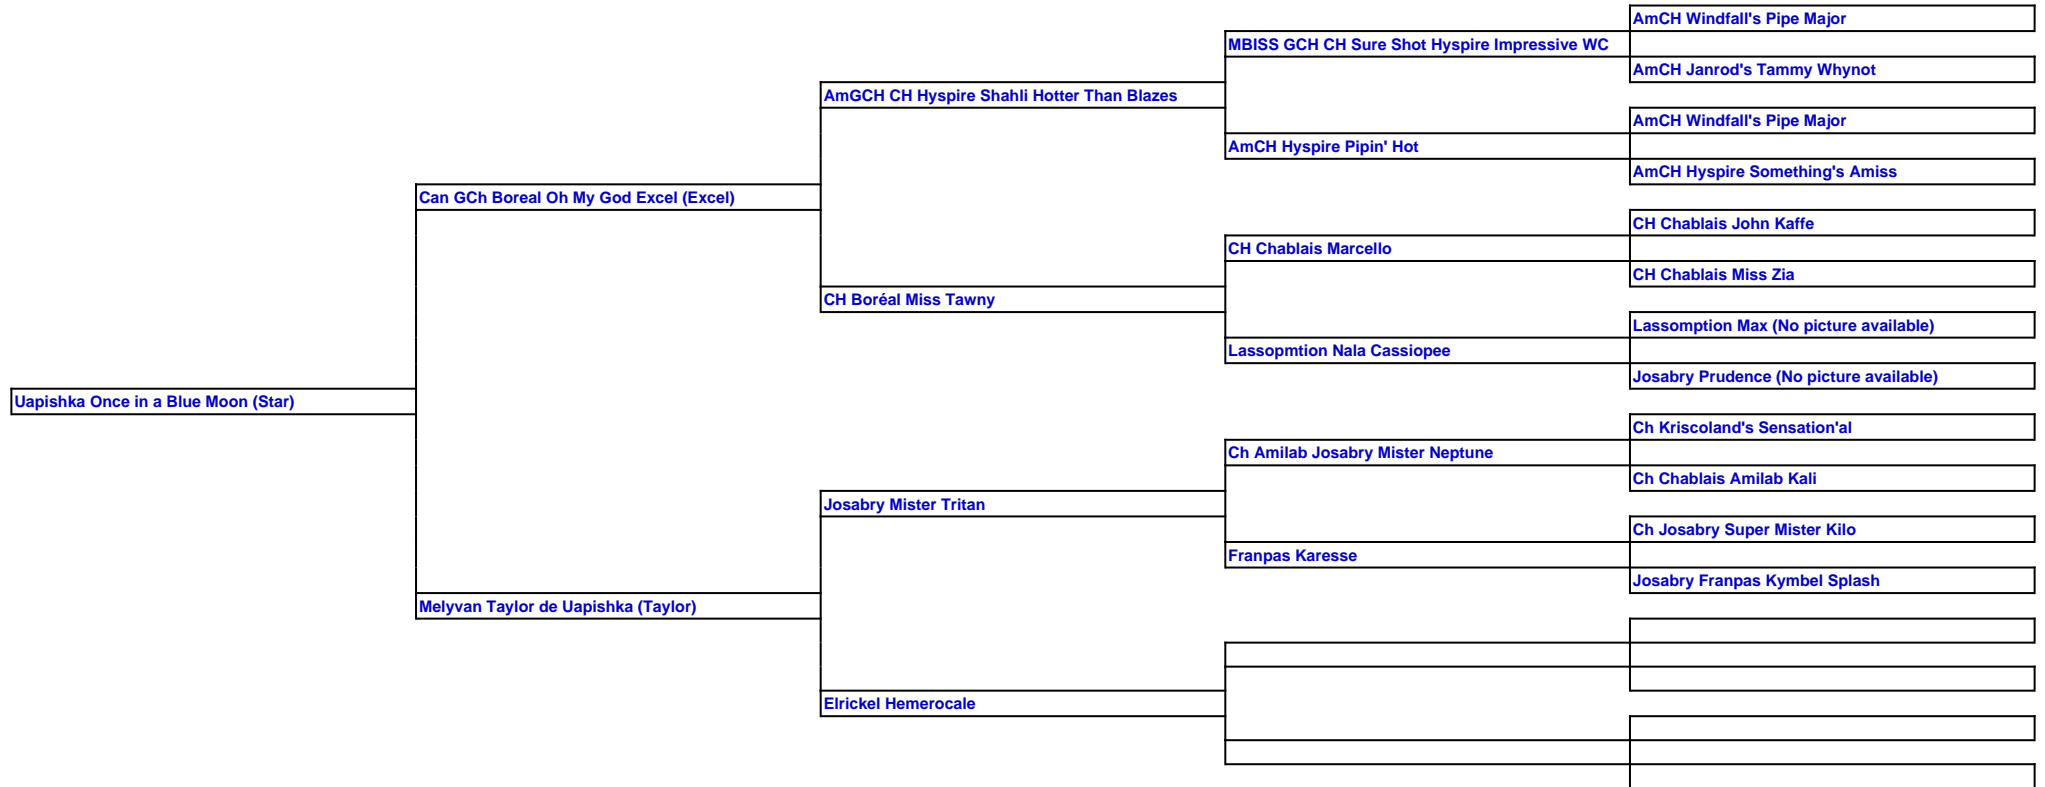 AmCH Windfall's Pipe Major
MBISS GCH CH Sure Shot Hyspire Impressive WC
AmCH Janrod's Tammy Whynot
AmGCH CH Hyspire Shahli Hotter Than Blazes
AmCH Windfall's Pipe Major
AmCH Hyspire Pipin' Hot
AmCH Hyspire Something's Amiss
Can GCh Boreal Oh My God Excel (Excel)
CH Chablais John Kaffe
CH Chablais Marcello
CH Chablais Miss Zia
CH Boréal Miss Tawny
Lassomption Max (No picture available)
Lassopmtion Nala Cassiopee
Josabry Prudence (No picture available)
Uapishka Once in a Blue Moon (Star)
Ch Kriscoland's Sensation'al
Ch Amilab Josabry Mister Neptune
Ch Chablais Amilab Kali
Josabry Mister Tritan
Ch Josabry Super Mister Kilo
Franpas Karesse
Josabry Franpas Kymbel Splash
Melyvan Taylor de Uapishka (Taylor)
Elrickel Hemerocale